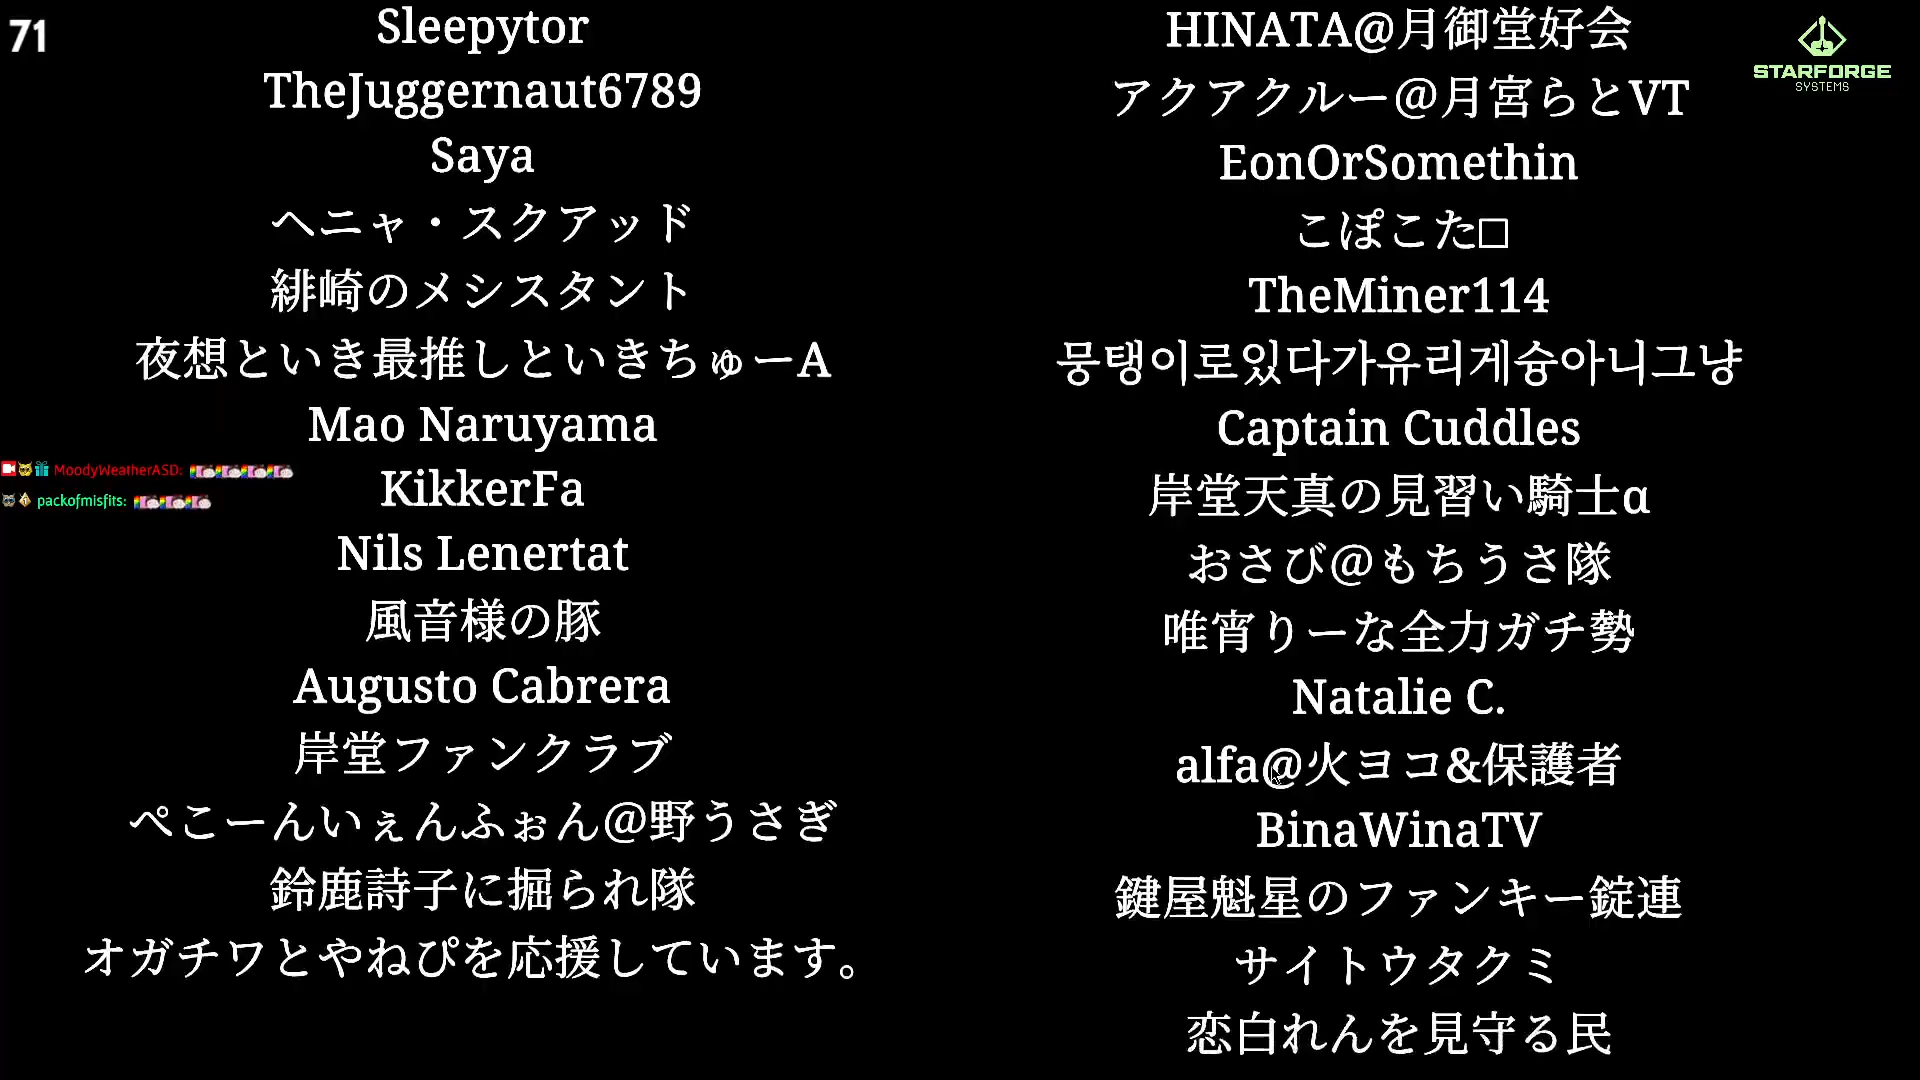 71
Sleepytor
TheJuggernaut6789
Saya
ヘニャ・スクアッド
緋崎のメシスタント
夜想といき最推しといきちゅーA
Mao Naruyama
MoodyWeatherASD:
KikkerFa
packofmisfits:
Nils Lenertat
風音様の豚
Augusto Cabrera
岸堂ファンクラブ
ぺこーんいぇんふぉん@野うさぎ
鈴鹿詩子に掘られ隊
オガチワとやねぴを応援しています。
HINATA@月御堂好会
アクアクルー@月宮らとVT
EonOrSomethin
こぽこた□
TheMiner114
뭉탱이로있다가유리게슝아니그냥
Captain Cuddles
岸堂天真の見習い騎士α
おさび@もちうさ隊
唯宵りーな全力ガチ勢
Natalie C.
alfa@火ヨコ&保護者
BinaWinaTV
鍵屋魁星のファンキー錠連
サイトウタクミ
恋白れんを見守る民
STARFORGE
SYSTEMS